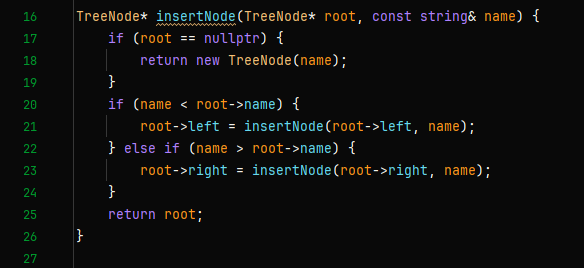 16 TreeNode* insertNode(TreeNode* root, const string& name) {
17     if (root == nullptr) {
18         return new TreeNode(name);
19     }
20     if (name < root->name) {
21         root->left = insertNode(root->left, name);
22     } else if (name > root->name) {
23         root->right = insertNode(root->right, name);
24     }
25     return root;
26 }
27